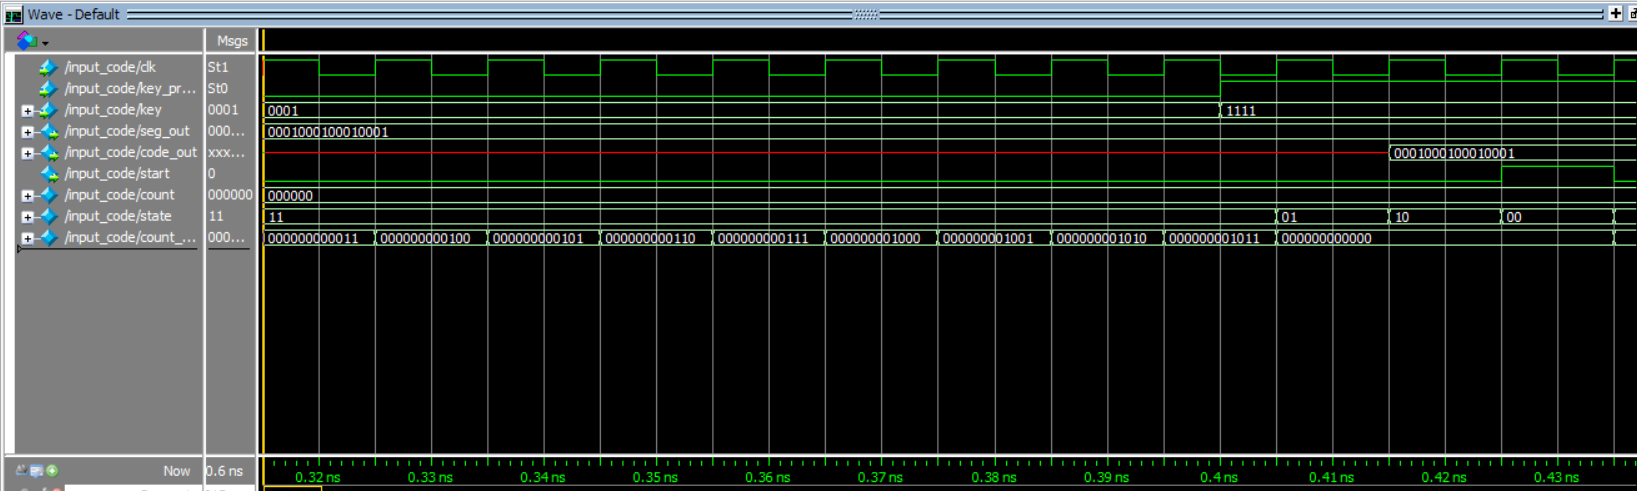 Wave - Default
Msgs
/input_code/clk St1
/input_code/key_pr... St0
/input_code/key 0001 0001 1111
/input_code/seg_out 000... 0001000100010001
/input_code/code_out xxx... 0001000100010001
/input_code/start 0
/input_code/count 000000 000000
/input_code/state 11 11 01 10 00
/input_code/count_... 000... 000000000011 000000000100 000000000101 000000000110 000000000111 000000001000 000000001001 000000001010 000000001011 000000000000
Now 0.6 ns 0.32 ns 0.33 ns 0.34 ns 0.35 ns 0.36 ns 0.37 ns 0.38 ns 0.39 ns 0.4 ns 0.41 ns 0.42 ns 0.43 ns